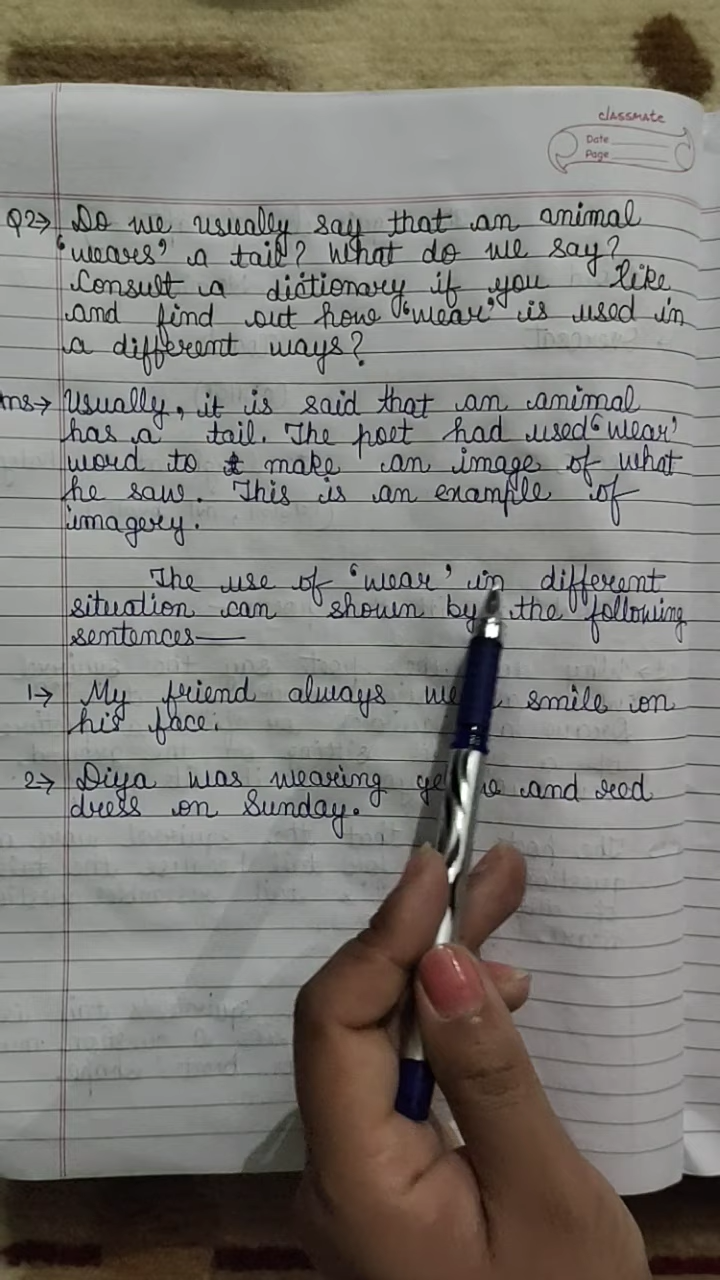 classmate
Date
Page
Q2→ Do we usually say that an animal
'wears' a tail? What do we say?
Consult a dictionary if you like
and find out how 'wear' is used in
a different ways?
Ans→ Usually, it is said that an animal
has a tail. The poet had used 'wear'
word to make an image of what
he saw. This is an example of
imagery.
The use of 'wear' in different
situation can shown by the following
sentences—
1→ My friend always smile on
his face.
2→ Diya was wearing and red
dress on Sunday.